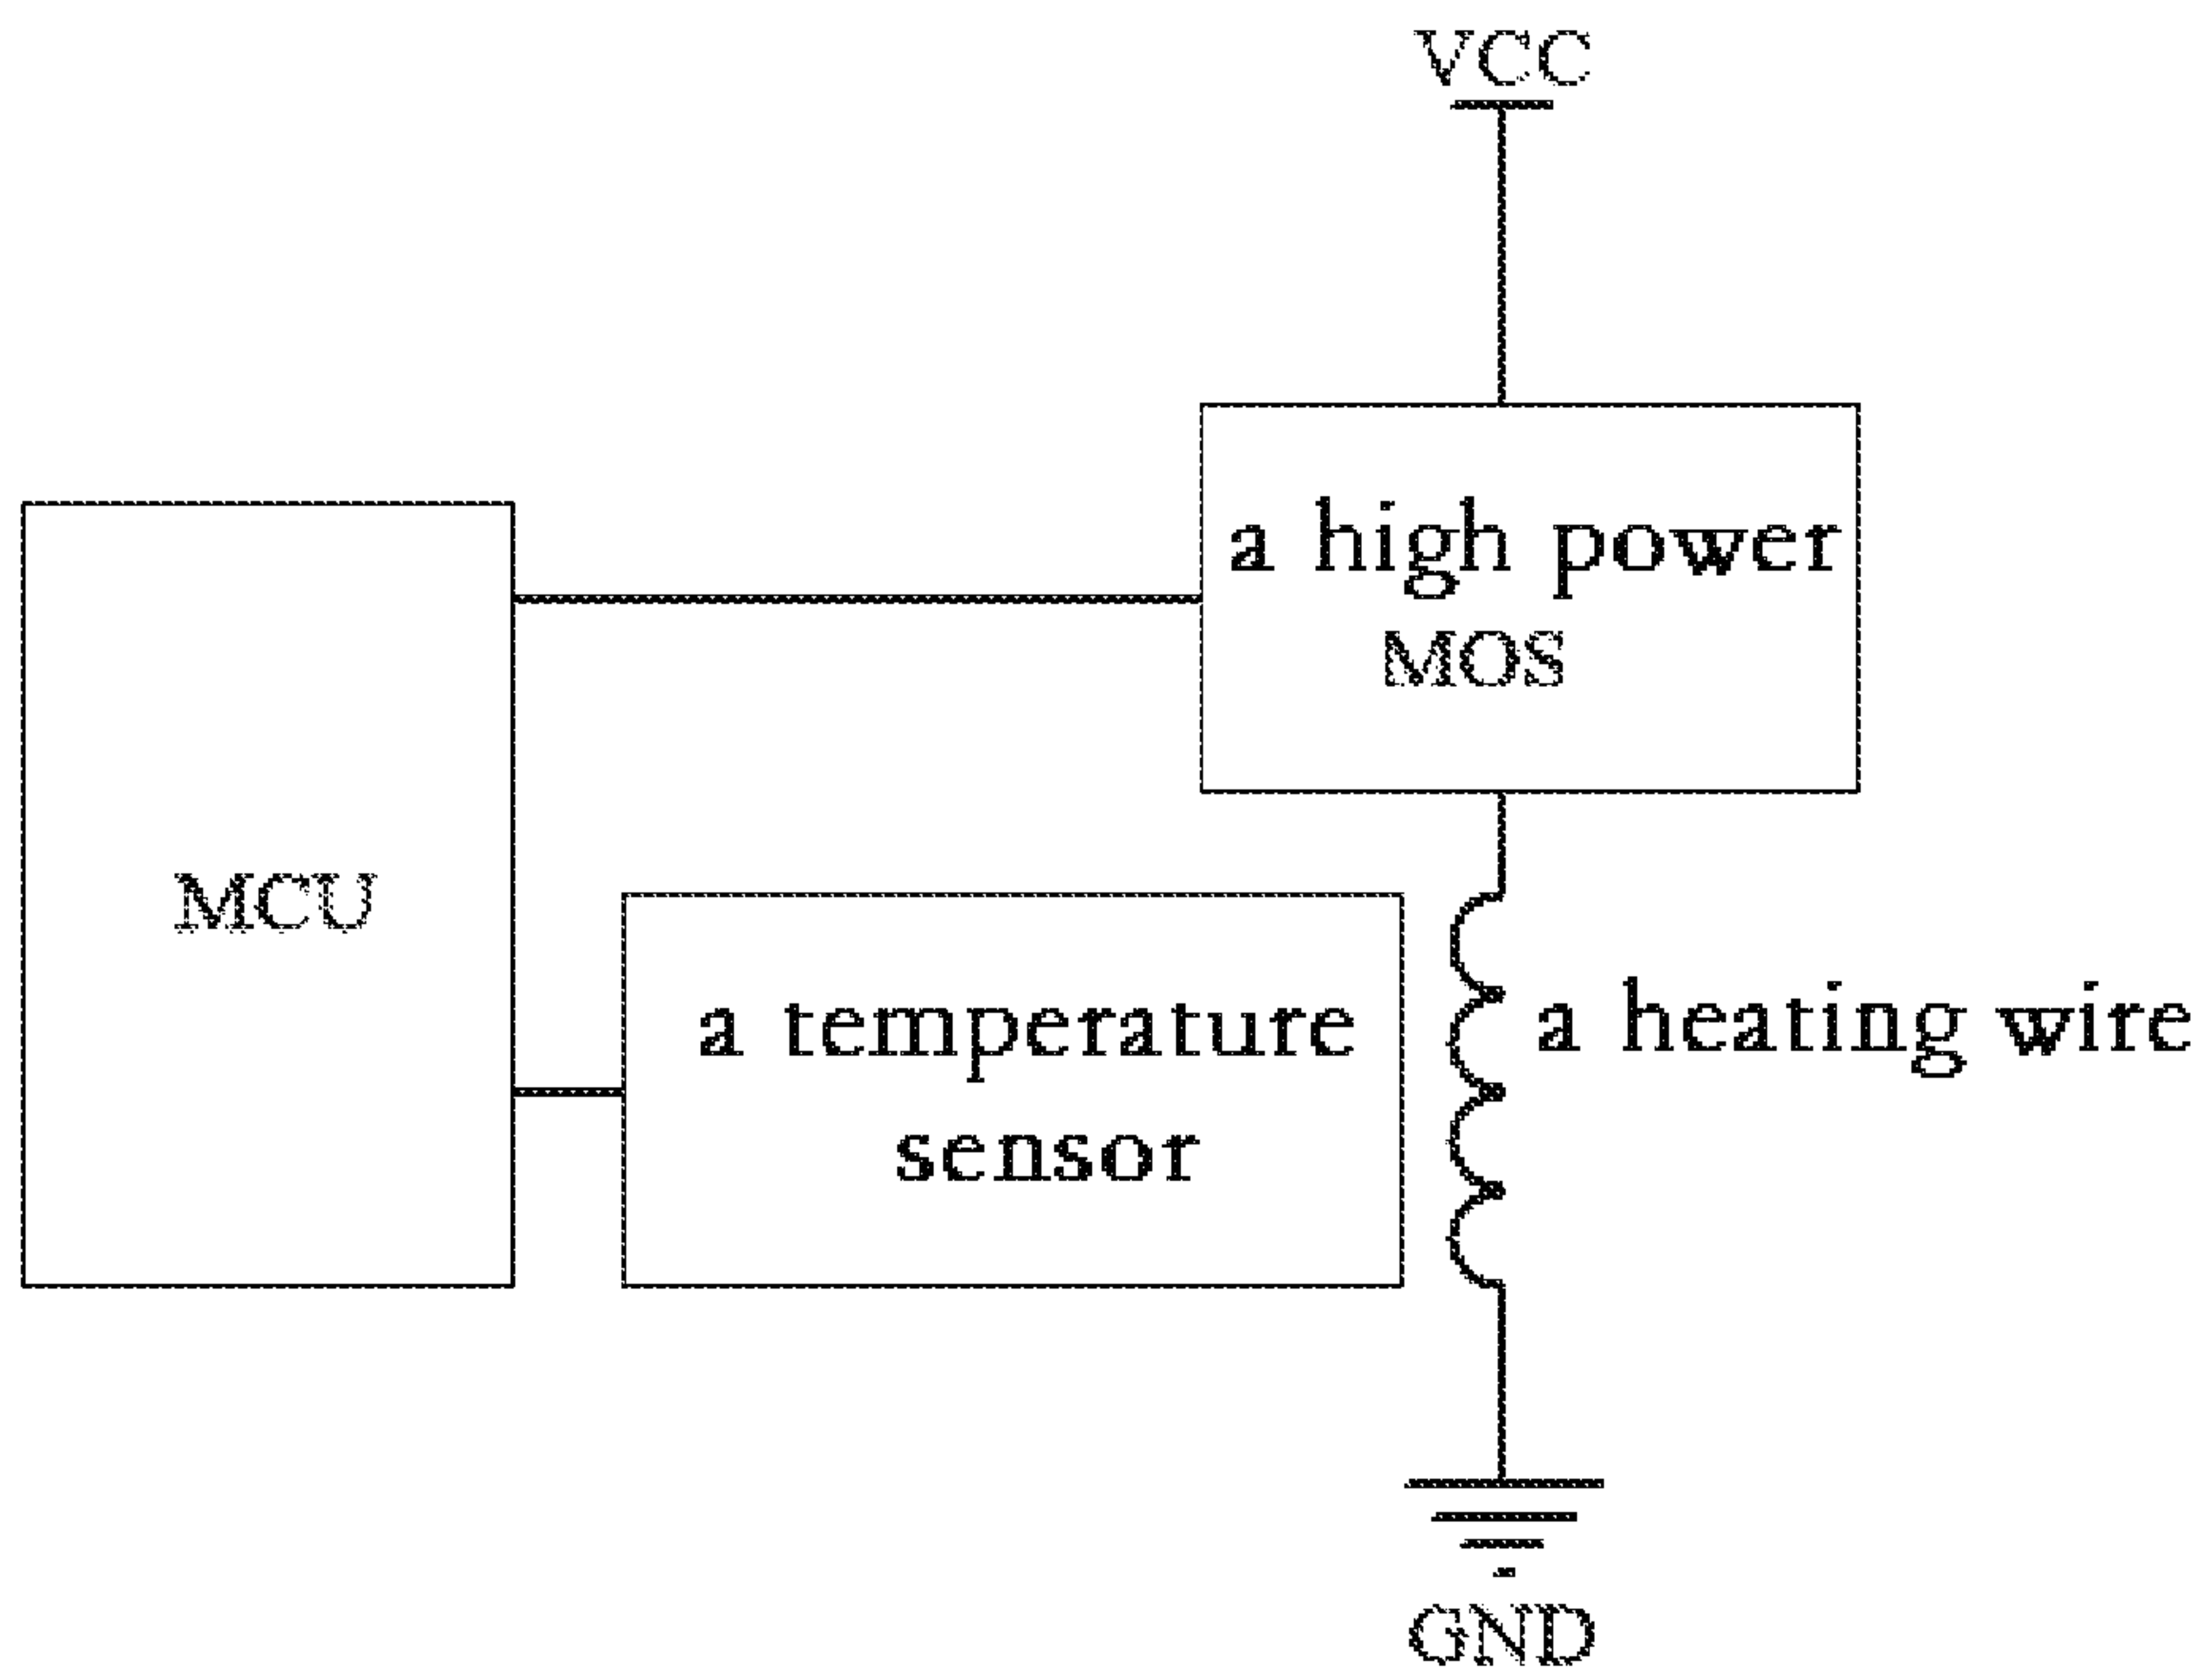 VCC
a high power
MOS
MCU
a temperature
sensor
a heating wire
GND